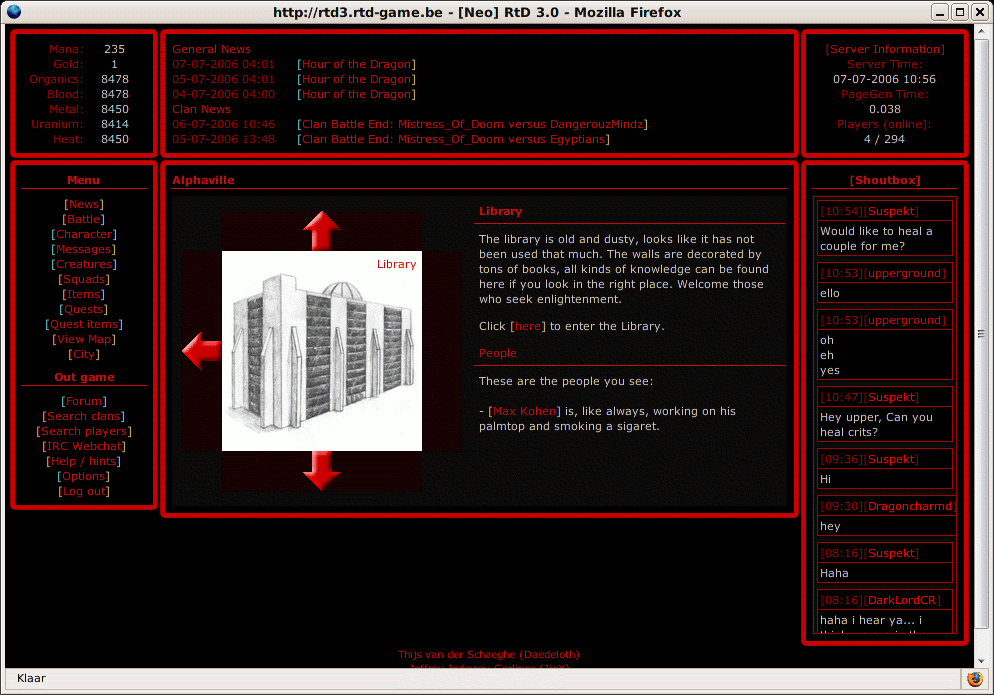 http://rtd3.rtd-game.be - [Neo] RtD 3.0 - Mozilla Firefox
Mana: 235
Gold: 1
Organics: 8478
Blood: 8478
Metal: 8450
Uranium: 8414
Heat: 8450
General News
07-07-2006 04:01 [Hour of the Dragon]
05-07-2006 04:01 [Hour of the Dragon]
04-07-2006 04:00 [Hour of the Dragon]
Clan News
06-07-2006 10:46 [Clan Battle End: Mistress_Of_Doom versus DangerouzMindz]
05-07-2006 13:48 [Clan Battle End: Mistress_Of_Doom versus Egyptians]
[Server Information]
Server Time:
07-07-2006 10:56
PageGen Time:
0.038
Players (online):
4 / 294
Menu
[News]
[Battle]
[Character]
[Messages]
[Creatures]
[Squads]
[Items]
[Quests]
[Quest items]
[View Map]
[City]
Out game
[Forum]
[Search clans]
[Search players]
[IRC Webchat]
[Help / hints]
[Options]
[Log out]
Alphaville
Library
Library
The library is old and dusty, looks like it has not
been used that much. The walls are decorated by
tons of books, all kinds of knowledge can be found
here if you look in the right place. Welcome those
who seek enlightenment.
Click [here] to enter the Library.
People
These are the people you see:
- [Max Kohen] is, like always, working on his
palmtop and smoking a sigaret.
[Shoutbox]
[10:54][Suspekt]
Would like to heal a
couple for me?
[10:53][upperground]
ello
[10:53][upperground]
oh
eh
yes
[10:47][Suspekt]
Hey upper, Can you
heal crits?
[09:36][Suspekt]
Hi
[09:30][Dragoncharmd]
hey
[08:16][Suspekt]
Haha
[08:16][DarkLordCR]
haha i hear ya... i
Thijs van der Schaeghe (Daedeloth)
Klaar